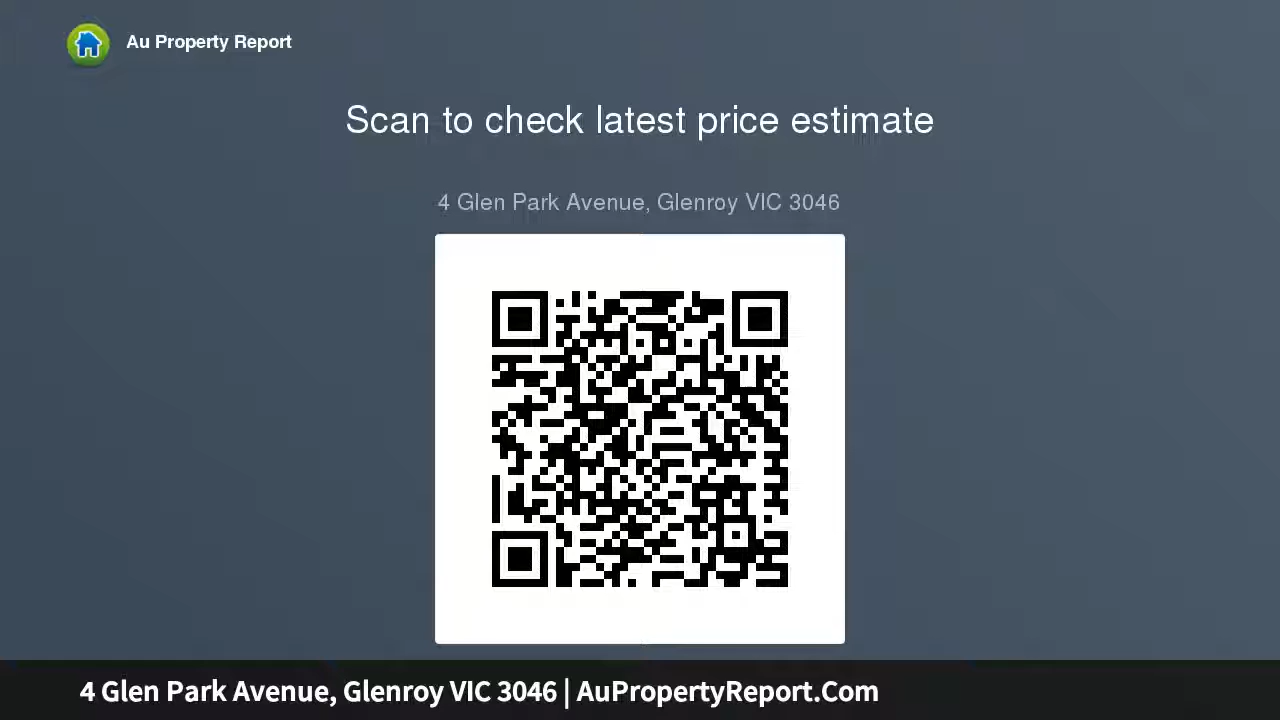 Au Property Report
Scan to check latest price estimate
4 Glen Park Avenue, Glenroy VIC 3046
4 Glen Park Avenue, Glenroy VIC 3046 | AuPropertyReport.Com